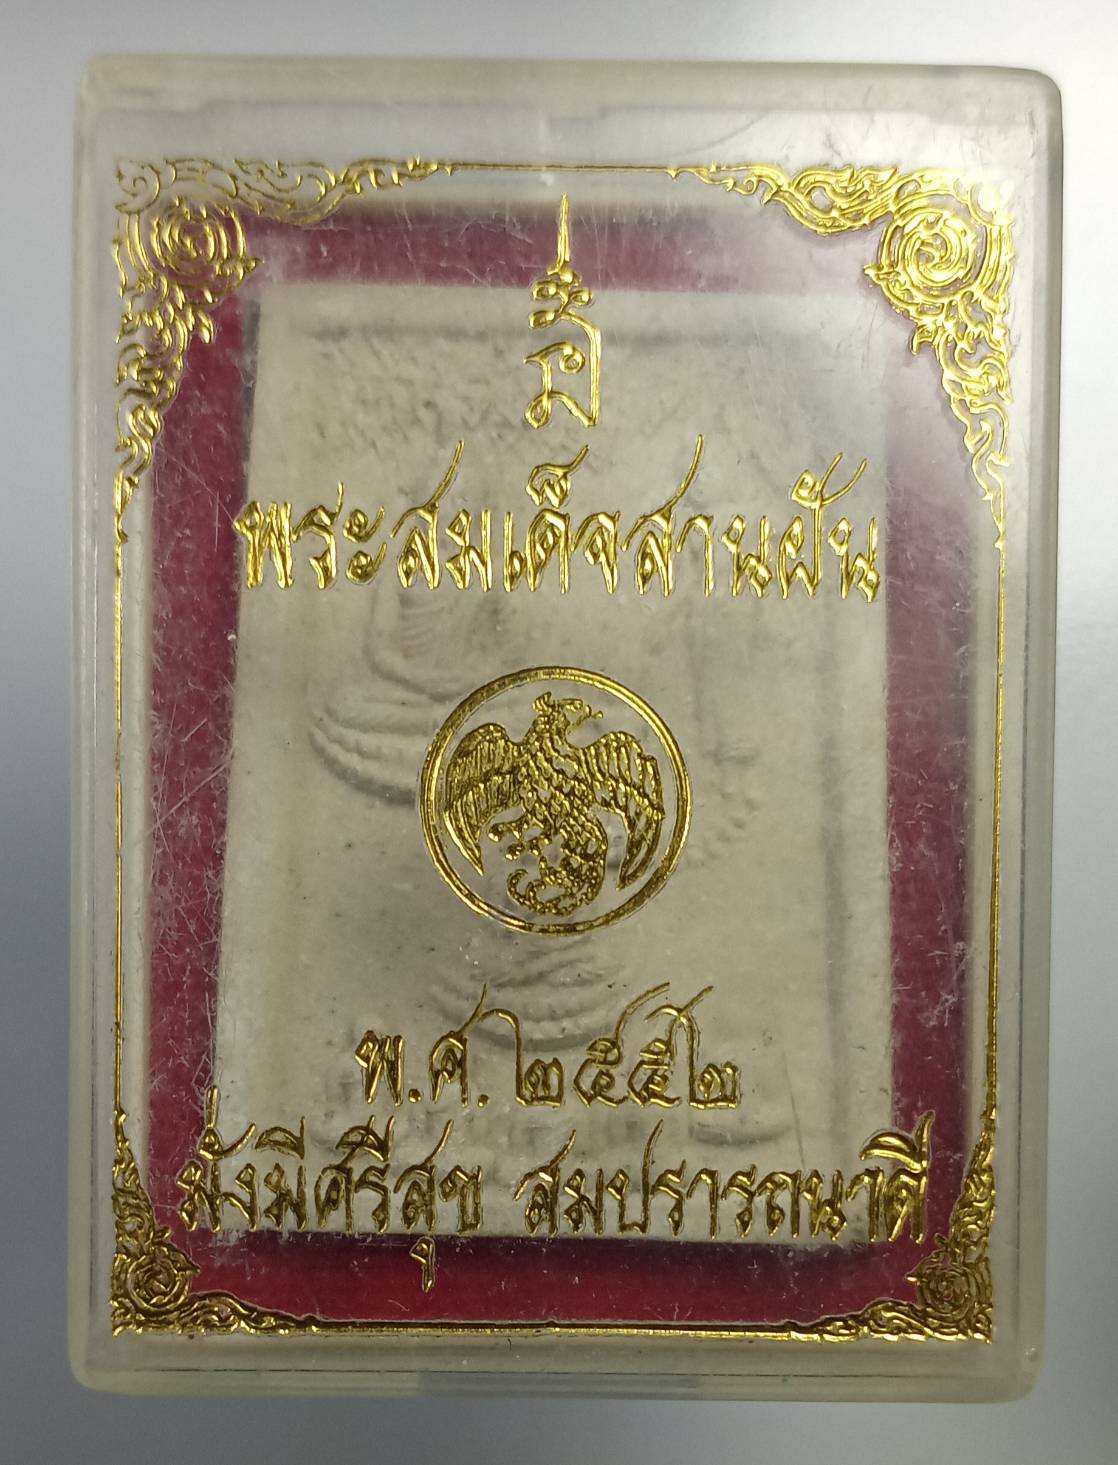 พระสมเด็จสานฝัน
พ.ศ. ๒๕๕๒
มั่งมีศรีสุข สมปรารถนาดี